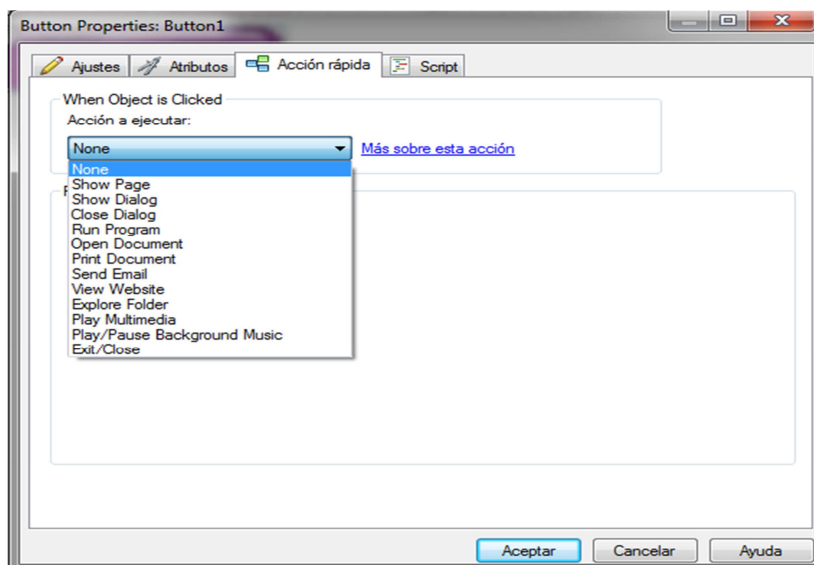 Button Properties: Button1
Ajustes Atributos Acción rápida Script
When Object is Clicked
Acción a ejecutar:
None Más sobre esta acción
None
Show Page
Show Dialog
Close Dialog
Run Program
Open Document
Print Document
Send Email
View Website
Explore Folder
Play Multimedia
Play/Pause Background Music
Exit/Close
Aceptar Cancelar Ayuda